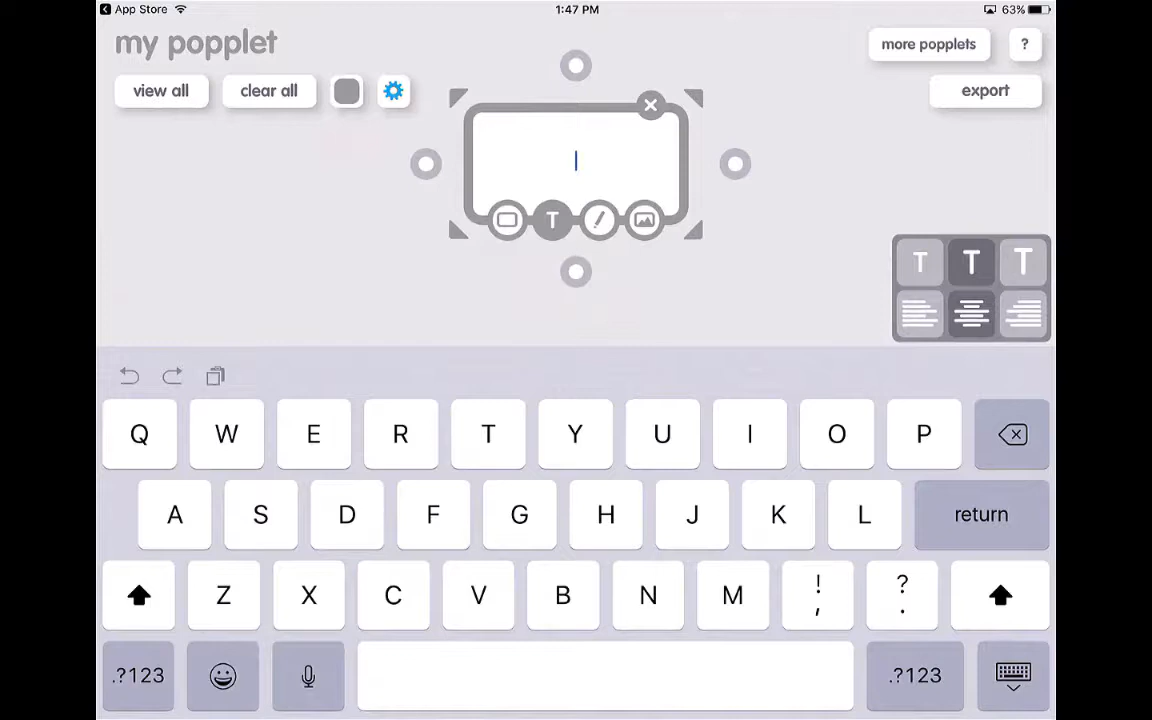 App Store 1:47 PM 63%
my popplet more popplets ?
view all clear all export
T
T T T
Q W E R T Y U I O P
A S D F G H J K L return
Z X C V B N M ! , ? .
.?123 .?123